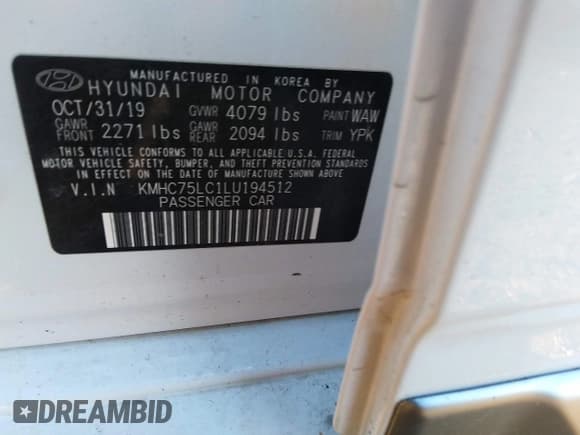 MANUFACTURED IN KOREA BY
HYUNDAI MOTOR COMPANY
OCT/31/19 GVWR 4079 lbs PAINT WAW
GAWR FRONT 2271 lbs GAWR REAR 2094 lbs TRIM YPK
THIS VEHICLE CONFORMS TO ALL APPLICABLE U.S.A. FEDERAL
MOTOR VEHICLE SAFETY, BUMPER, AND THEFT PREVENTION STANDARDS
IN EFFECT ON THE DATE OF MANUFACTURE SHOWN ABOVE
V.I.N KMHC75LC1LU194512
PASSENGER CAR
DREAMBID